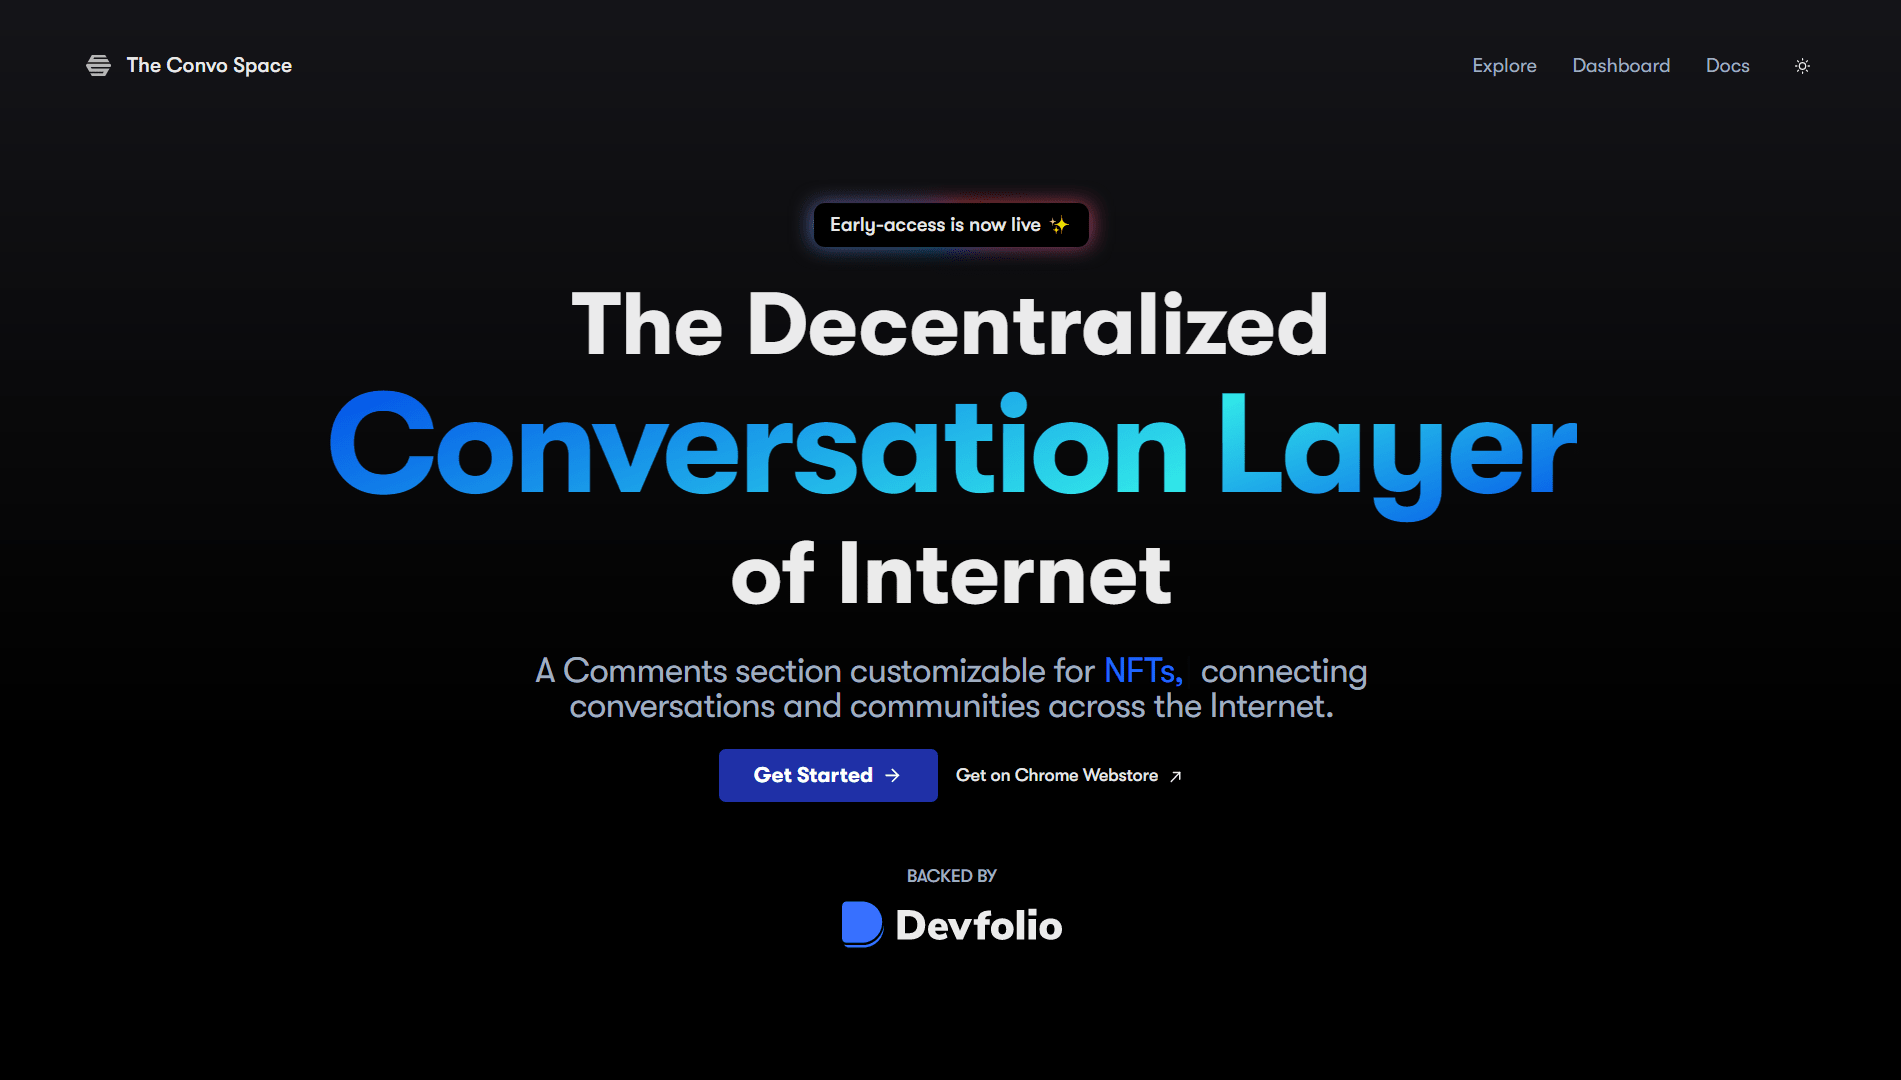 The Convo Space
Explore
Dashboard
Docs
Early-access is now live ✨
The Decentralized
Conversation Layer
of Internet
A Comments section customizable for NFTs, connecting
conversations and communities across the Internet.
Get Started →
Get on Chrome Webstore ↗
BACKED BY
Devfolio